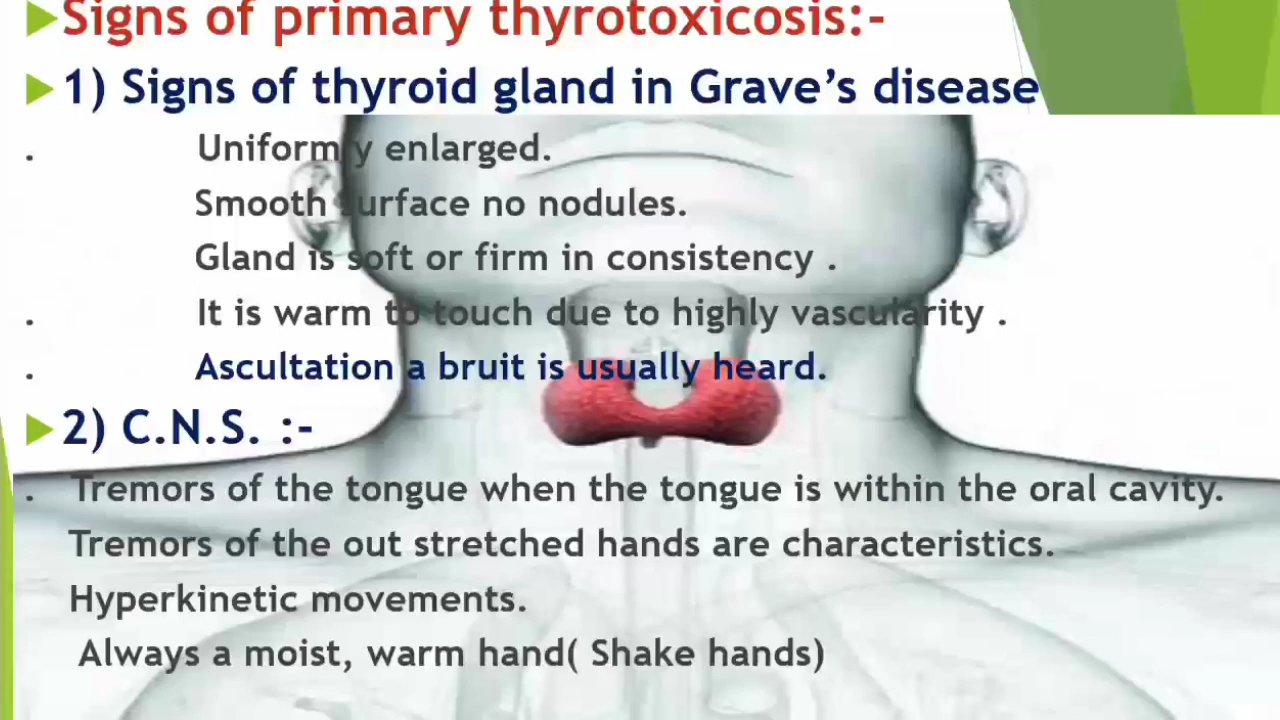 Signs of primary thyrotoxicosis:-
1) Signs of thyroid gland in Grave’s disease
. Uniformly enlarged.
Smooth surface no nodules.
Gland is soft or firm in consistency .
. It is warm to touch due to highly vascularity .
. Ascultation a bruit is usually heard.
2) C.N.S. :-
. Tremors of the tongue when the tongue is within the oral cavity.
Tremors of the out stretched hands are characteristics.
Hyperkinetic movements.
Always a moist, warm hand( Shake hands)